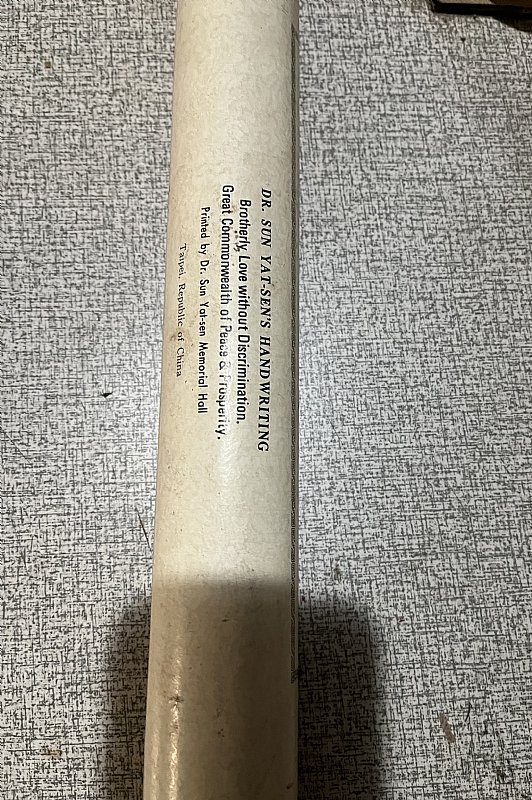 DR. SUN YAT-SEN'S HANDWRITING
Brotherly Love without Discrimination.
Great Commonwealth of Peace & Prosperity.
Printed by Dr. Sun Yat-sen Memorial Hall
Taipei, Republic of China